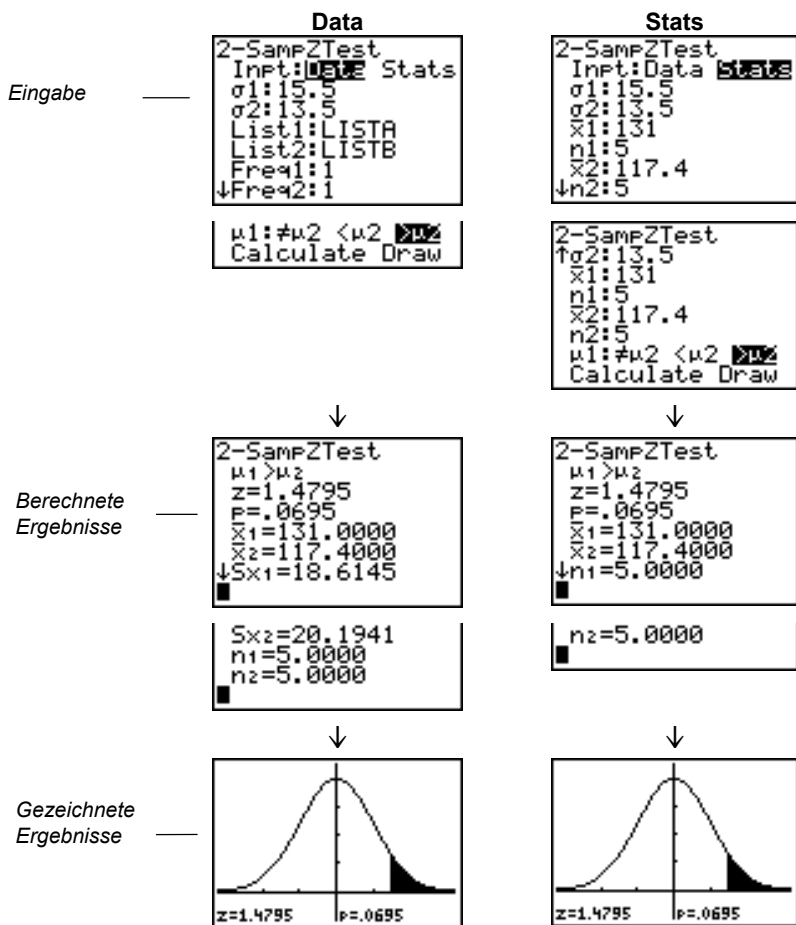 Data
2-SampZTest
Inpt:Data Stats
σ1:15.5
σ2:13.5
List1:LISTA
List2:LISTB
Freq1:1
↓Freq2:1
μ1:≠μ2 <μ2 >μ2
Calculate Draw
Stats
2-SampZTest
Inpt:Data Stats
σ1:15.5
σ2:13.5
x̄1:131
n1:5
x̄2:117.4
↓n2:5
2-SampZTest
↑σ2:13.5
x̄1:131
n1:5
x̄2:117.4
n2:5
μ1:≠μ2 <μ2 >μ2
Calculate Draw
Eingabe
Berechnete
Ergebnisse
2-SampZTest
μ1>μ2
z=1.4795
p=.0695
x̄1=131.0000
x̄2=117.4000
↓Sx1=18.6145
Sx2=20.1941
n1=5.0000
n2=5.0000
2-SampZTest
μ1>μ2
z=1.4795
p=.0695
x̄1=131.0000
x̄2=117.4000
↓n1=5.0000
n2=5.0000
Gezeichnete
Ergebnisse
z=1.4795 p=.0695
z=1.4795 p=.0695